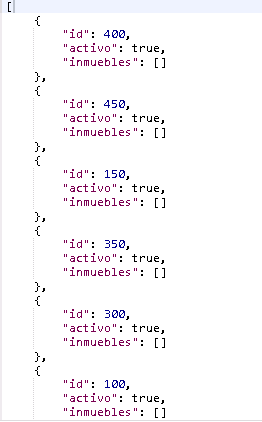 [
    {
        "id": 400,
        "activo": true,
        "inmuebles": []
    },
    {
        "id": 450,
        "activo": true,
        "inmuebles": []
    },
    {
        "id": 150,
        "activo": true,
        "inmuebles": []
    },
    {
        "id": 350,
        "activo": true,
        "inmuebles": []
    },
    {
        "id": 300,
        "activo": true,
        "inmuebles": []
    },
    {
        "id": 100,
        "activo": true,
        "inmuebles": []